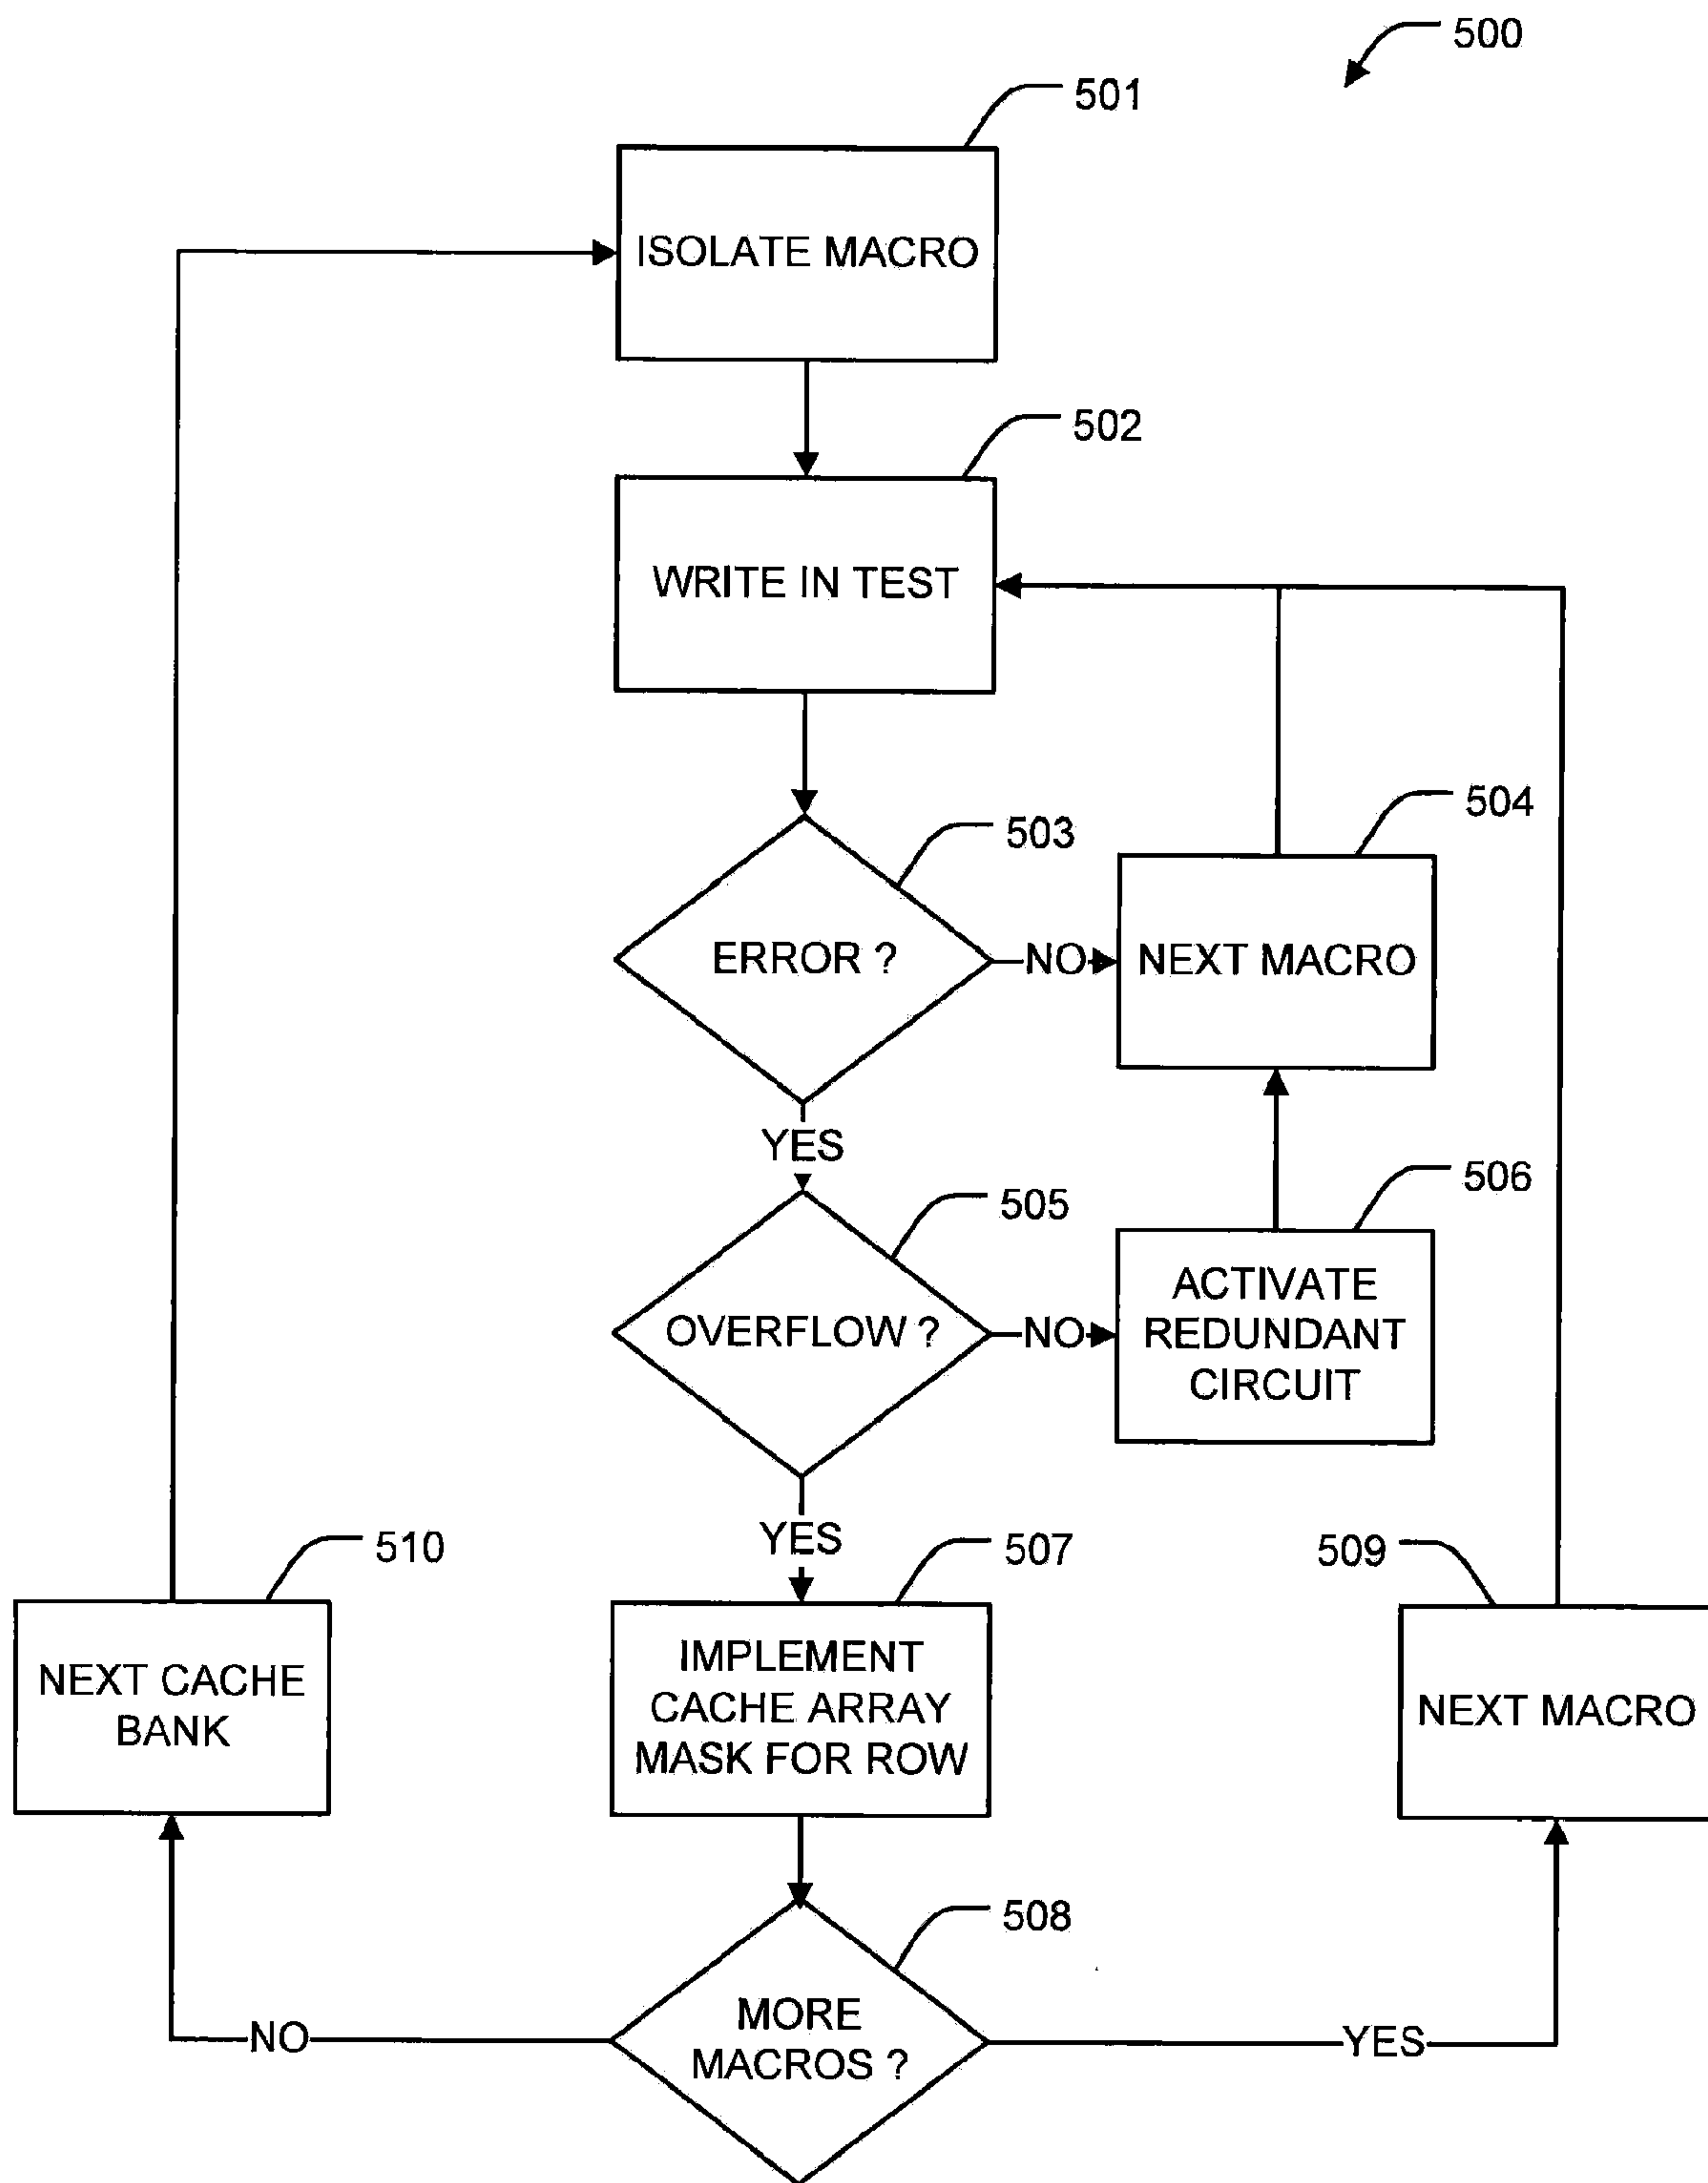 500
501
ISOLATE MACRO
502
WRITE IN TEST
503
504
ERROR ?
NO
NEXT MACRO
YES
505
506
OVERFLOW ?
NO
ACTIVATE
REDUNDANT
CIRCUIT
YES
510
507
509
NEXT CACHE
BANK
IMPLEMENT
CACHE ARRAY
MASK FOR ROW
NEXT MACRO
508
MORE
MACROS ?
NO
YES